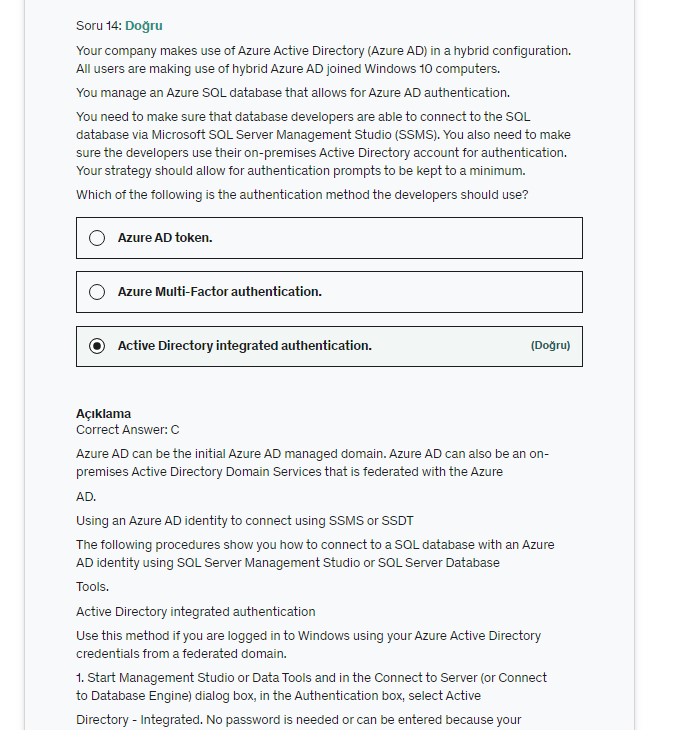 Soru 14: Doğru
Your company makes use of Azure Active Directory (Azure AD) in a hybrid configuration.
All users are making use of hybrid Azure AD joined Windows 10 computers.
You manage an Azure SQL database that allows for Azure AD authentication.
You need to make sure that database developers are able to connect to the SQL
database via Microsoft SQL Server Management Studio (SSMS). You also need to make
sure the developers use their on-premises Active Directory account for authentication.
Your strategy should allow for authentication prompts to be kept to a minimum.
Which of the following is the authentication method the developers should use?
Azure AD token.
Azure Multi-Factor authentication.
Active Directory integrated authentication. (Doğru)
Açıklama
Correct Answer: C
Azure AD can be the initial Azure AD managed domain. Azure AD can also be an on-
premises Active Directory Domain Services that is federated with the Azure
AD.
Using an Azure AD identity to connect using SSMS or SSDT
The following procedures show you how to connect to a SQL database with an Azure
AD identity using SQL Server Management Studio or SQL Server Database
Tools.
Active Directory integrated authentication
Use this method if you are logged in to Windows using your Azure Active Directory
credentials from a federated domain.
1. Start Management Studio or Data Tools and in the Connect to Server (or Connect
to Database Engine) dialog box, in the Authentication box, select Active
Directory - Integrated. No password is needed or can be entered because your